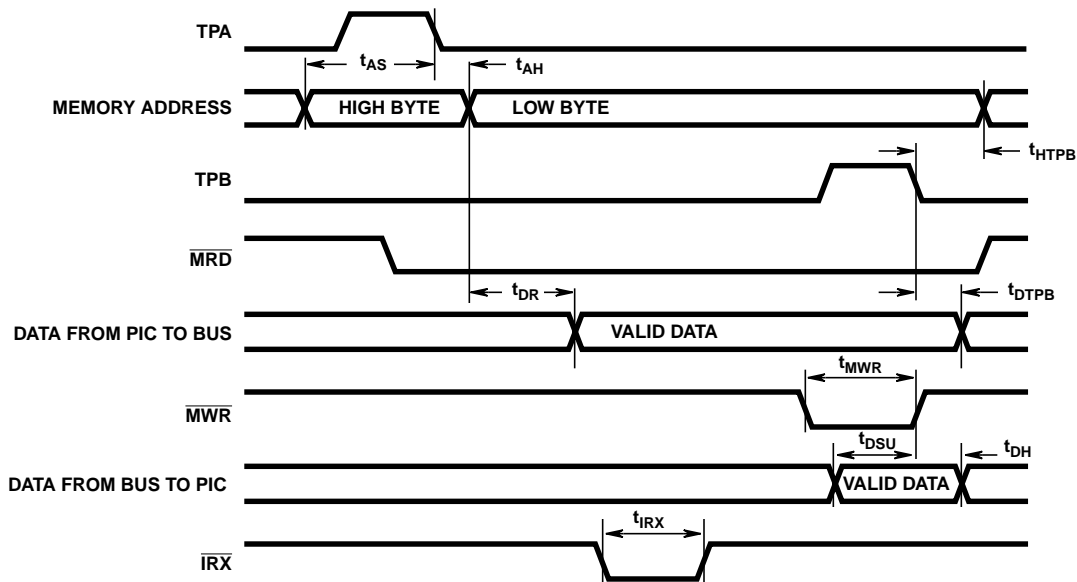 TPA
tAS
tAH
MEMORY ADDRESS
HIGH BYTE
LOW BYTE
tHTPB
TPB
MRD
tDR
tDTPB
DATA FROM PIC TO BUS
VALID DATA
tMWR
MWR
tDSU
tDH
DATA FROM BUS TO PIC
VALID DATA
tIRX
IRX